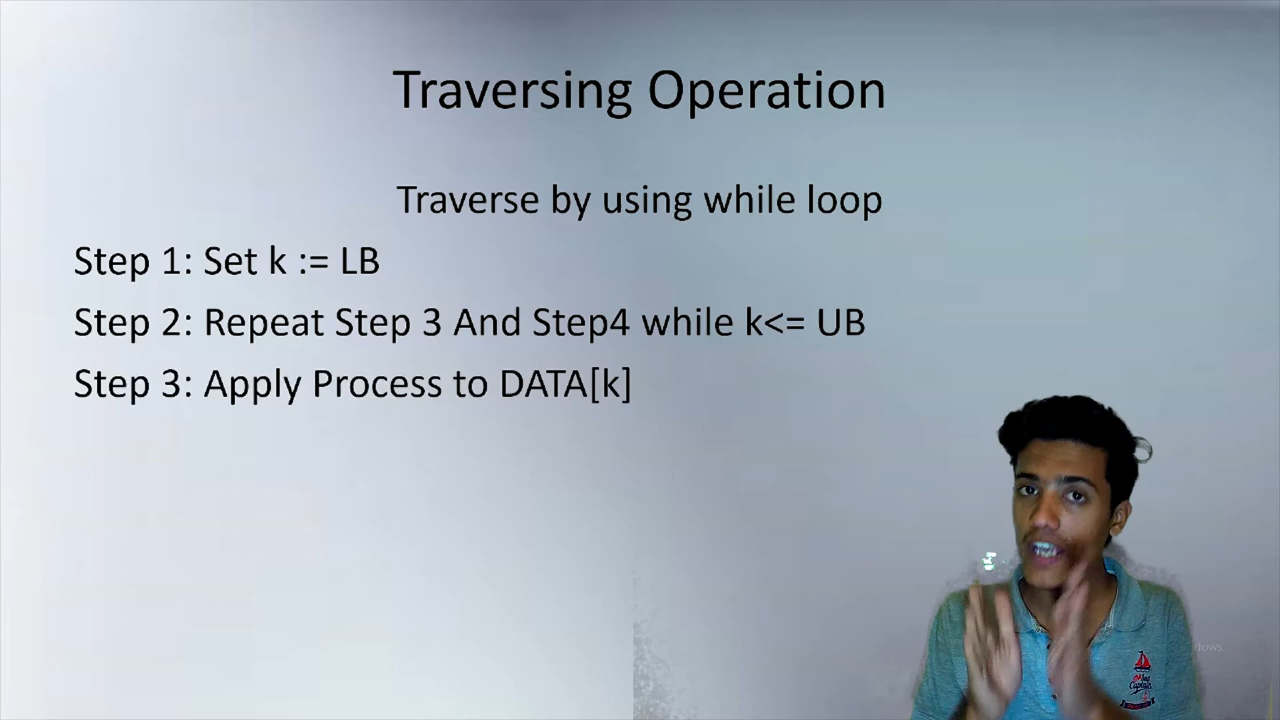 Traversing Operation
Traverse by using while loop
Step 1: Set k := LB
Step 2: Repeat Step 3 And Step4 while k<= UB
Step 3: Apply Process to DATA[k]
dows